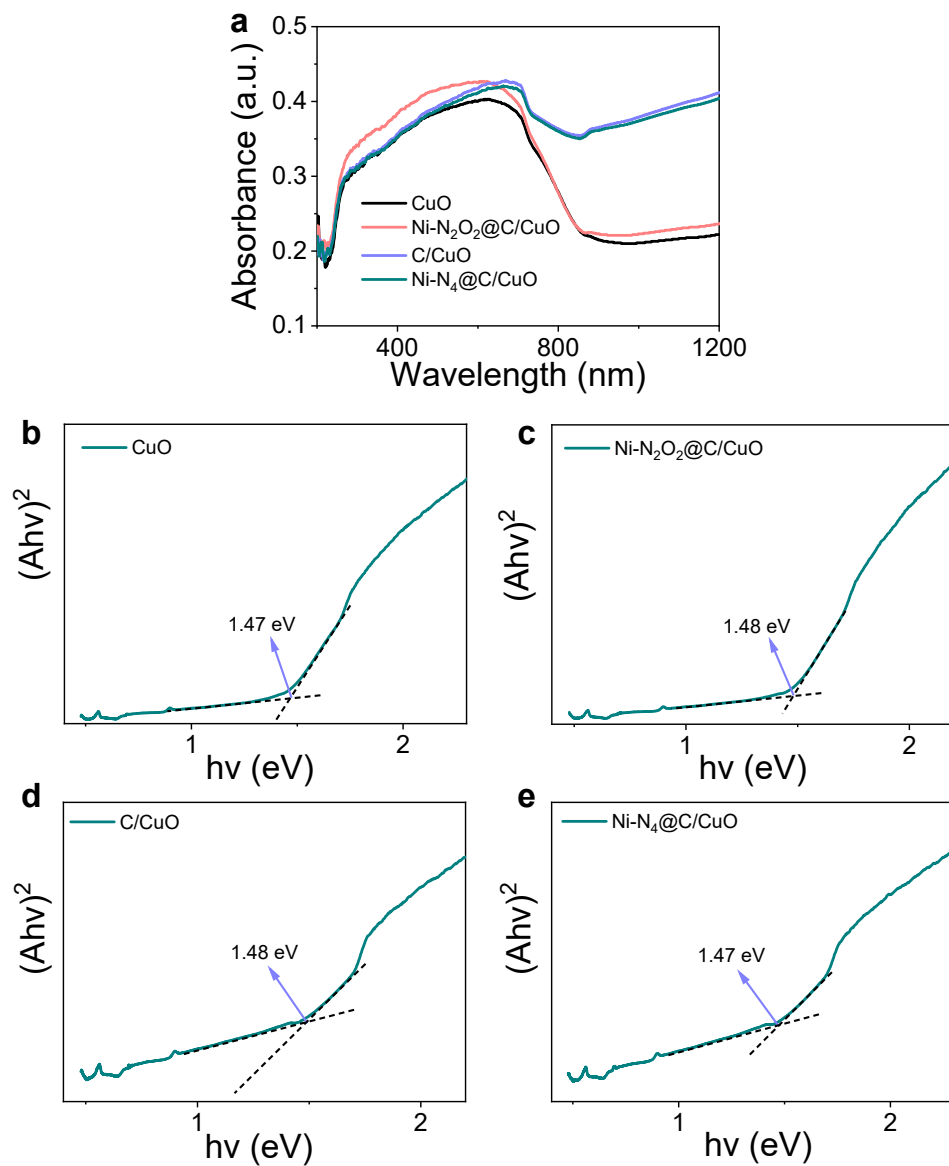 a
0.5
0.4
0.3
0.2
0.1
Absorbance (a.u.)
CuO
Ni-N₂O₂@C/CuO
C/CuO
Ni-N₄@C/CuO
400
800
1200
Wavelength (nm)
b
CuO
(Ahv)²
1.47 eV
1
2
hv (eV)
c
Ni-N₂O₂@C/CuO
(Ahv)²
1.48 eV
1
2
hv (eV)
d
C/CuO
(Ahv)²
1.48 eV
1
2
hv (eV)
e
Ni-N₄@C/CuO
(Ahv)²
1.47 eV
1
2
hv (eV)